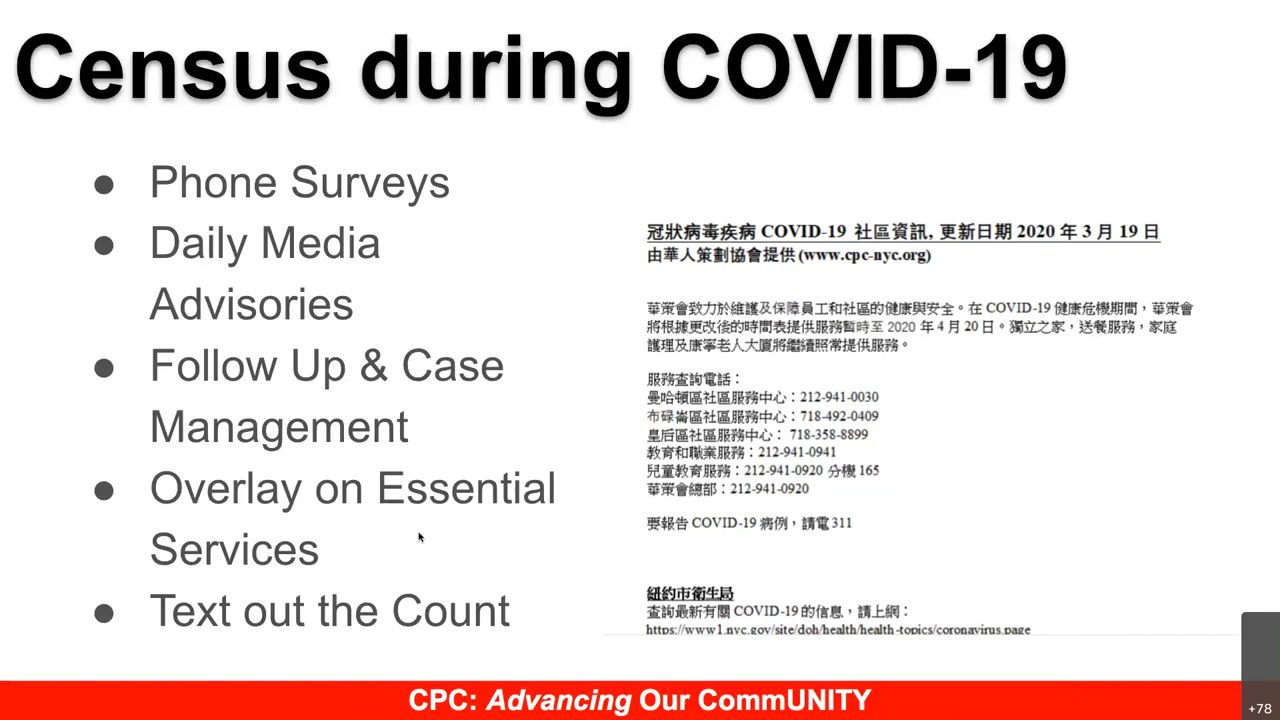 Census during COVID-19
● Phone Surveys
● Daily Media
Advisories
● Follow Up & Case
Management
● Overlay on Essential
Services
● Text out the Count
冠狀病毒疾病 COVID-19 社區資訊, 更新日期 2020 年 3 月 19 日
由華人策劃協會提供 (www.cpc-nyc.org)
華策會致力於維護及保障員工和社區的健康與安全。在 COVID-19 健康危機期間，華策會
將根據更改後的時間表提供服務暫時至 2020 年 4 月 20 日。獨立之家，送餐服務，家庭
護理及康寧老人大廈將繼續照常提供服務。
服務查詢電話：
曼哈頓區社區服務中心：212-941-0030
布碌崙區社區服務中心：718-492-0409
皇后區社區服務中心： 718-358-8899
教育和職業服務：212-941-0941
兒童教育服務：212-941-0920 分機 165
華策會總部：212-941-0920
要報告 COVID-19 病例，請電 311
紐約市衛生局
查詢最新有關 COVID-19 的信息，請上網：
https://www1.nyc.gov/site/doh/health/health-topics/coronavirus.page
CPC: Advancing Our CommUNITY
+78